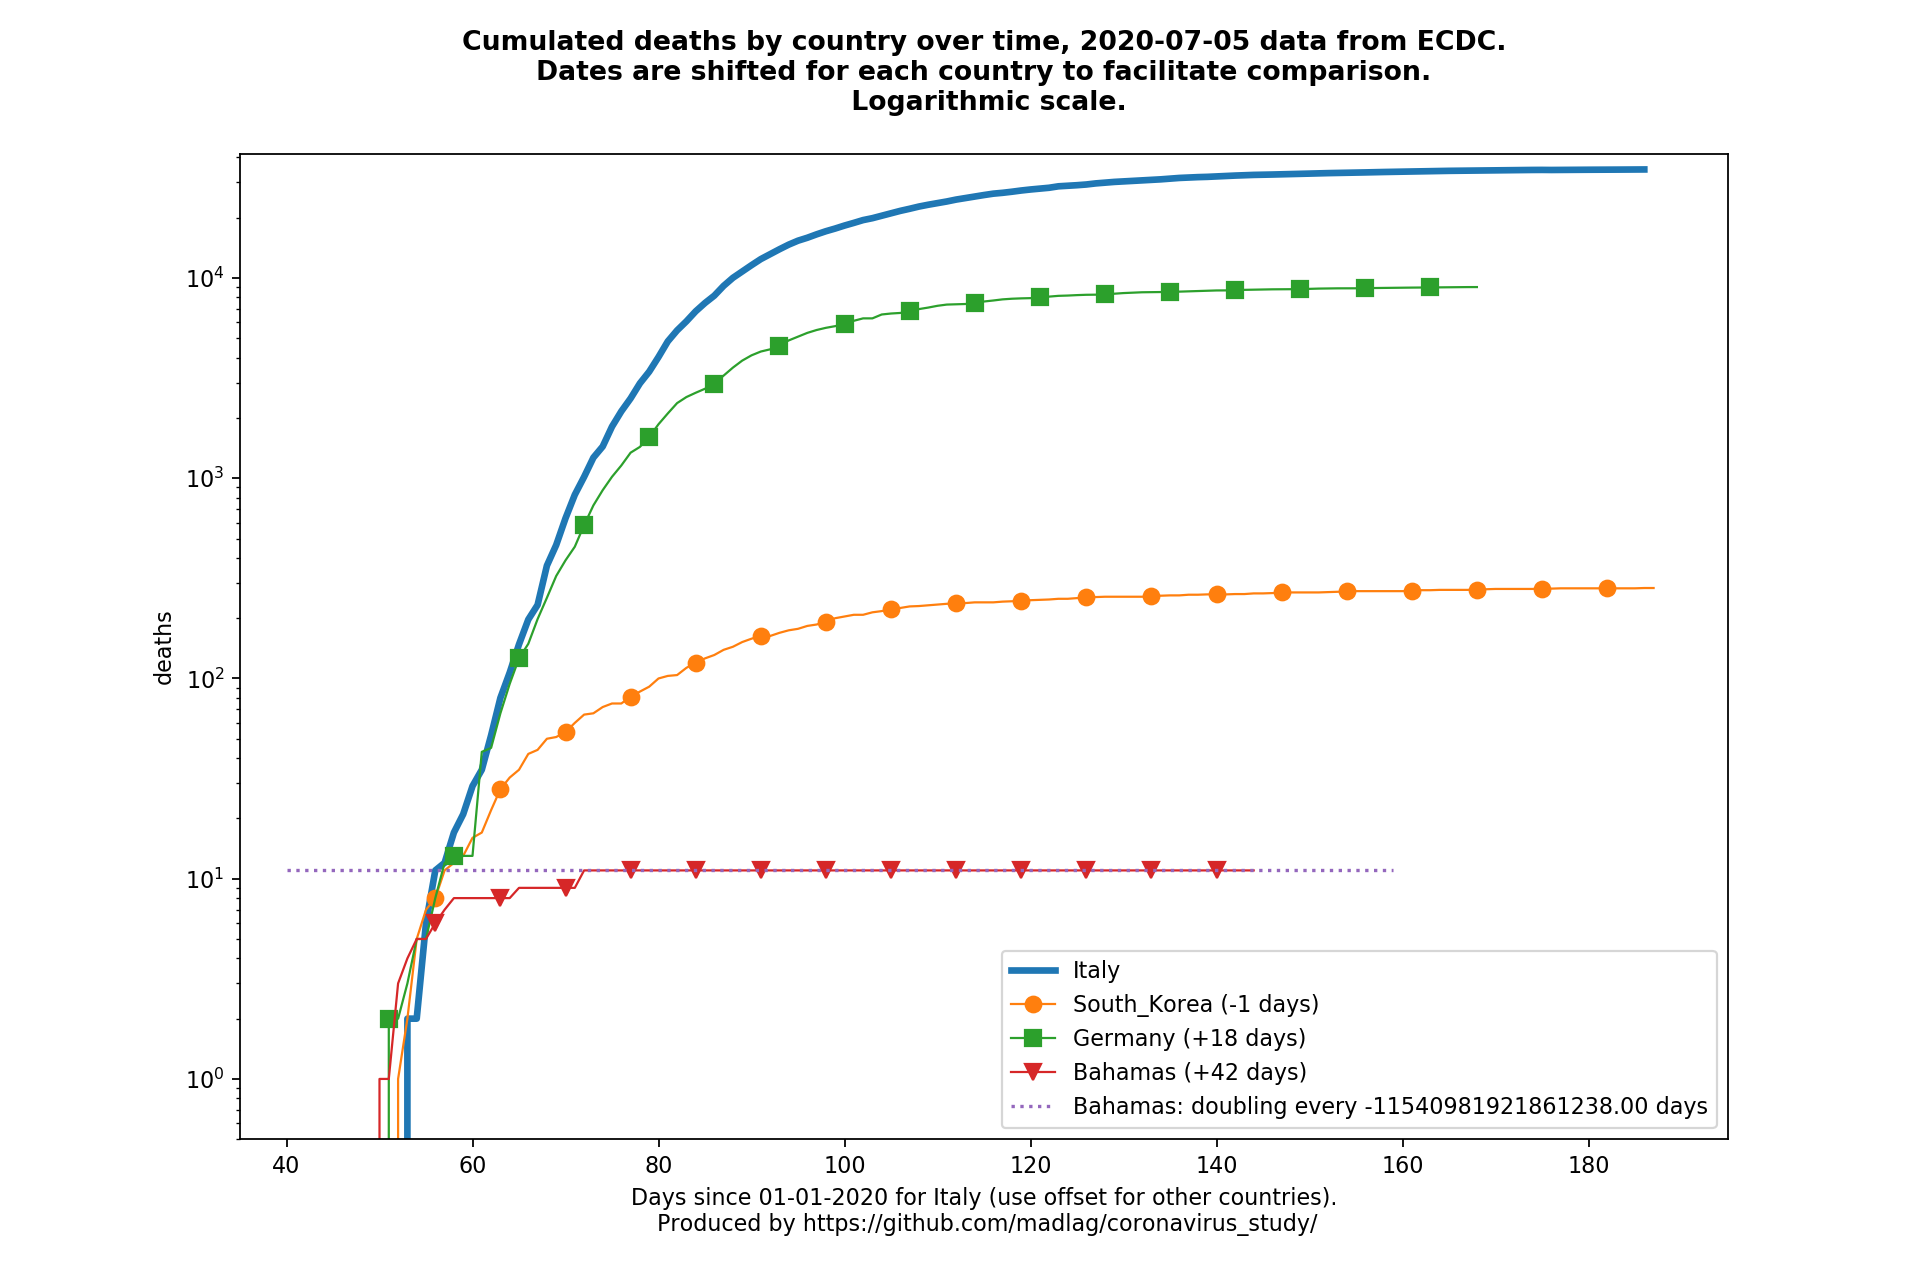 Cumulated deaths by country over time, 2020-07-05 data from ECDC.
Dates are shifted for each country to facilitate comparison.
Logarithmic scale.
deaths
10⁴
10³
10²
10¹
10⁰
Italy
South_Korea (-1 days)
Germany (+18 days)
Bahamas (+42 days)
Bahamas: doubling every -11540981921861238.00 days
40 60 80 100 120 140 160 180
Days since 01-01-2020 for Italy (use offset for other countries).
Produced by https://github.com/madlag/coronavirus_study/